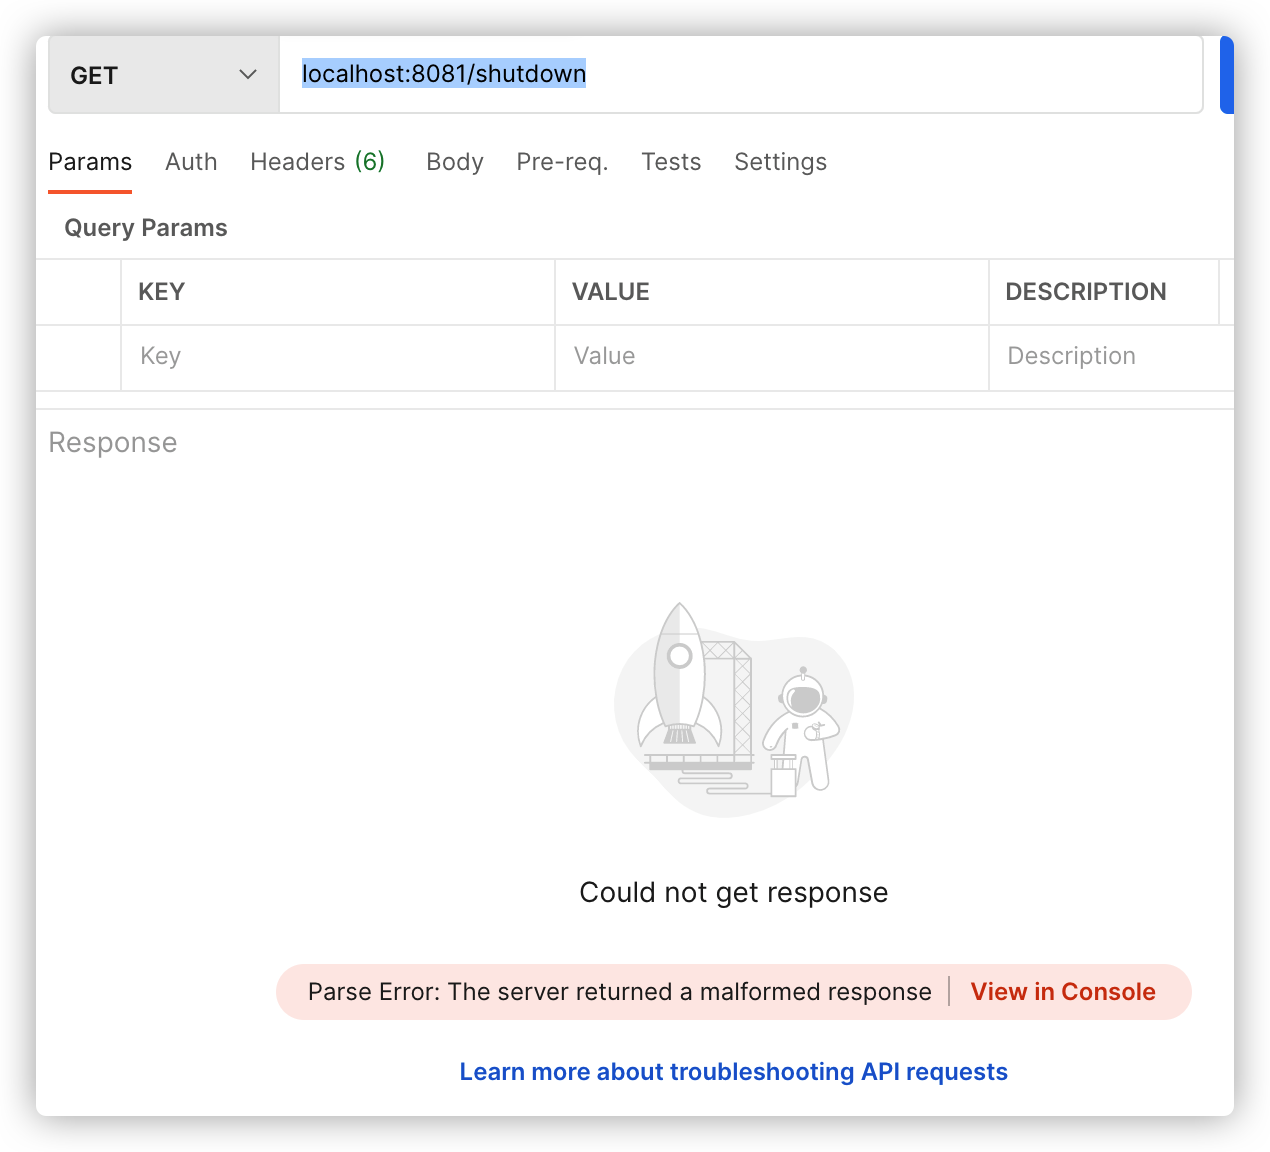 GET localhost:8081/shutdown
Params Auth Headers (6) Body Pre-req. Tests Settings
Query Params
KEY VALUE DESCRIPTION
Key Value Description
Response
Could not get response
Parse Error: The server returned a malformed response | View in Console
Learn more about troubleshooting API requests